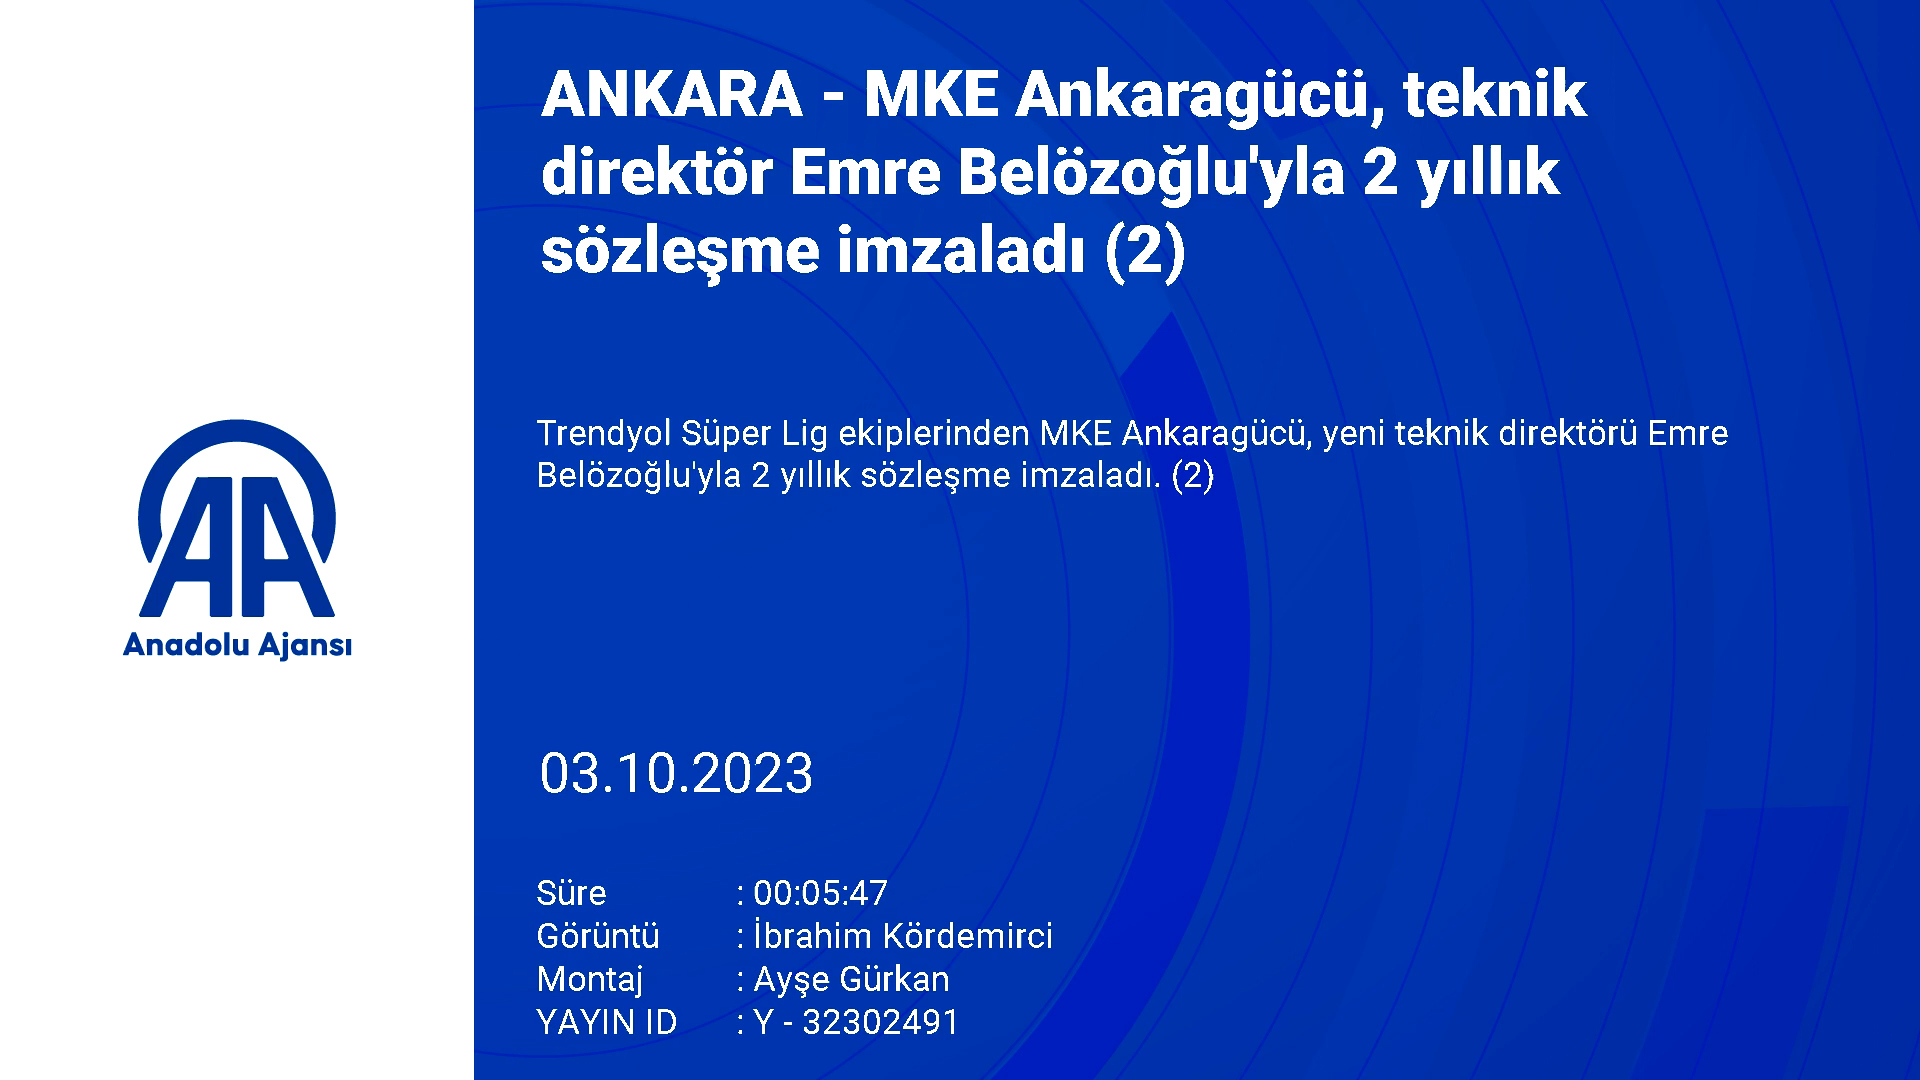 ANKARA - MKE Ankaragücü, teknik
direktör Emre Belözoğlu'yla 2 yıllık
sözleşme imzaladı (2)
Trendyol Süper Lig ekiplerinden MKE Ankaragücü, yeni teknik direktörü Emre
Belözoğlu'yla 2 yıllık sözleşme imzaladı. (2)
AA
Anadolu Ajansı
03.10.2023
Süre : 00:05:47
Görüntü : İbrahim Kördemirci
Montaj : Ayşe Gürkan
YAYIN ID : Y - 32302491